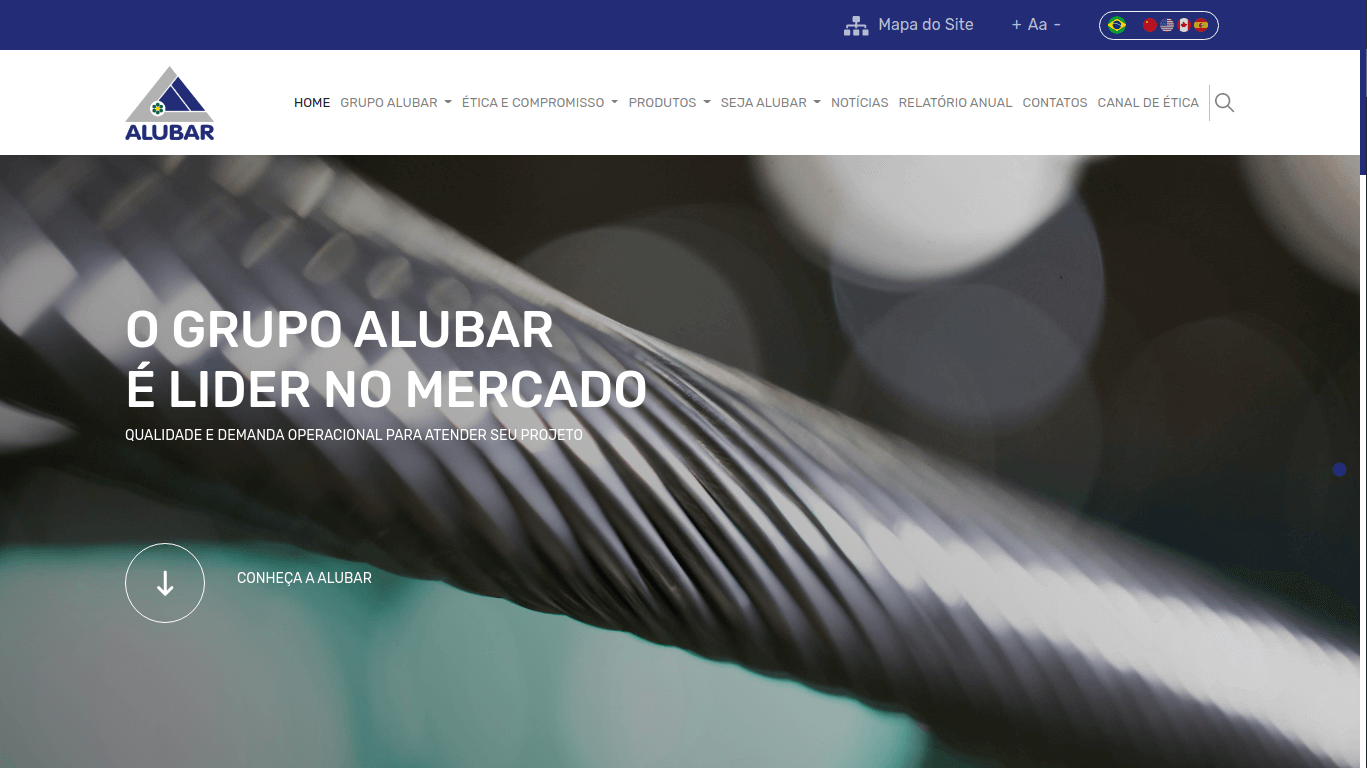 Mapa do Site
+ Aa -
ALUBAR
HOME GRUPO ALUBAR ÉTICA E COMPROMISSO PRODUTOS SEJA ALUBAR NOTÍCIAS RELATÓRIO ANUAL CONTATOS CANAL DE ÉTICA
O GRUPO ALUBAR
É LIDER NO MERCADO
QUALIDADE E DEMANDA OPERACIONAL PARA ATENDER SEU PROJETO
CONHEÇA A ALUBAR